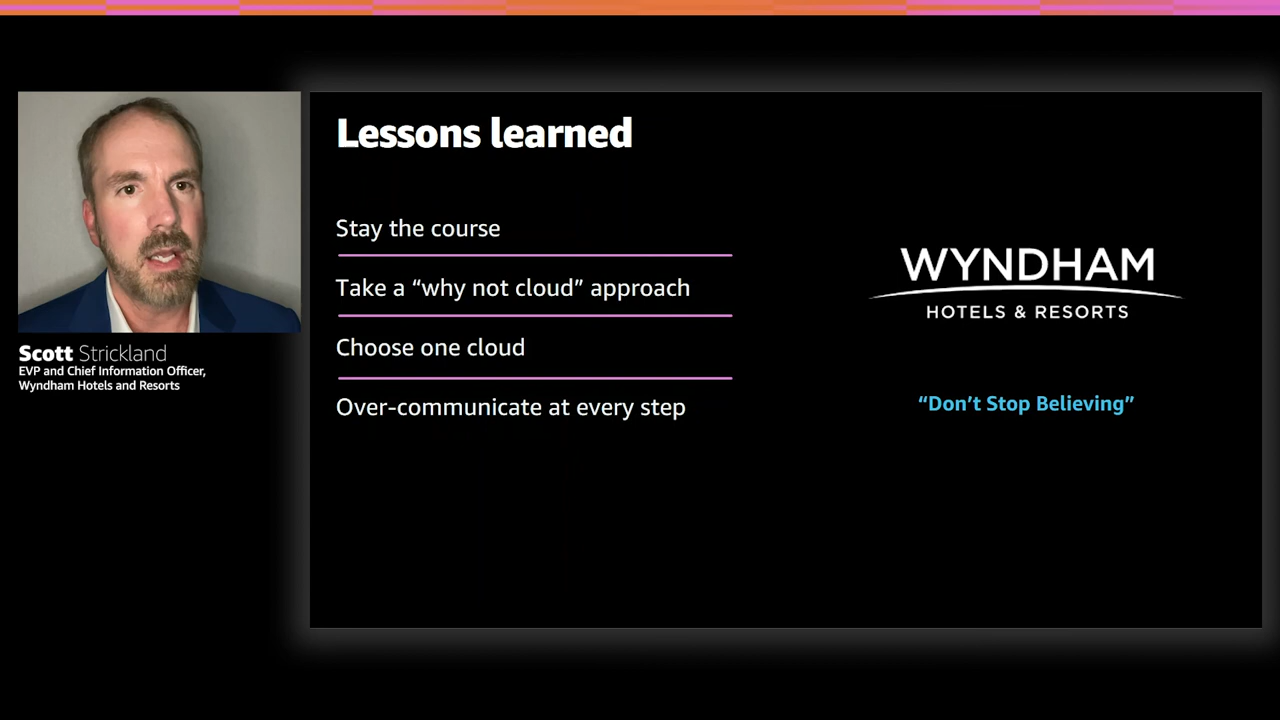 Lessons learned
Stay the course
Take a “why not cloud” approach
Choose one cloud
Over-communicate at every step
WYNDHAM
HOTELS & RESORTS
“Don’t Stop Believing”
Scott Strickland
EVP and Chief Information Officer,
Wyndham Hotels and Resorts